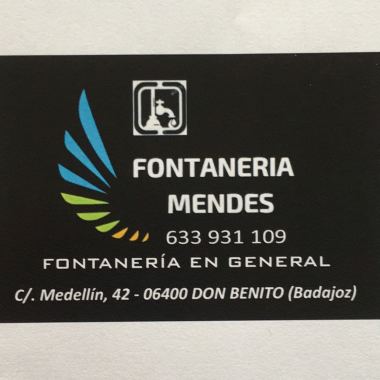 FONTANERIA
MENDES
633 931 109
FONTANERÍA EN GENERAL
C/. Medellín, 42 - 06400 DON BENITO (Badajoz)